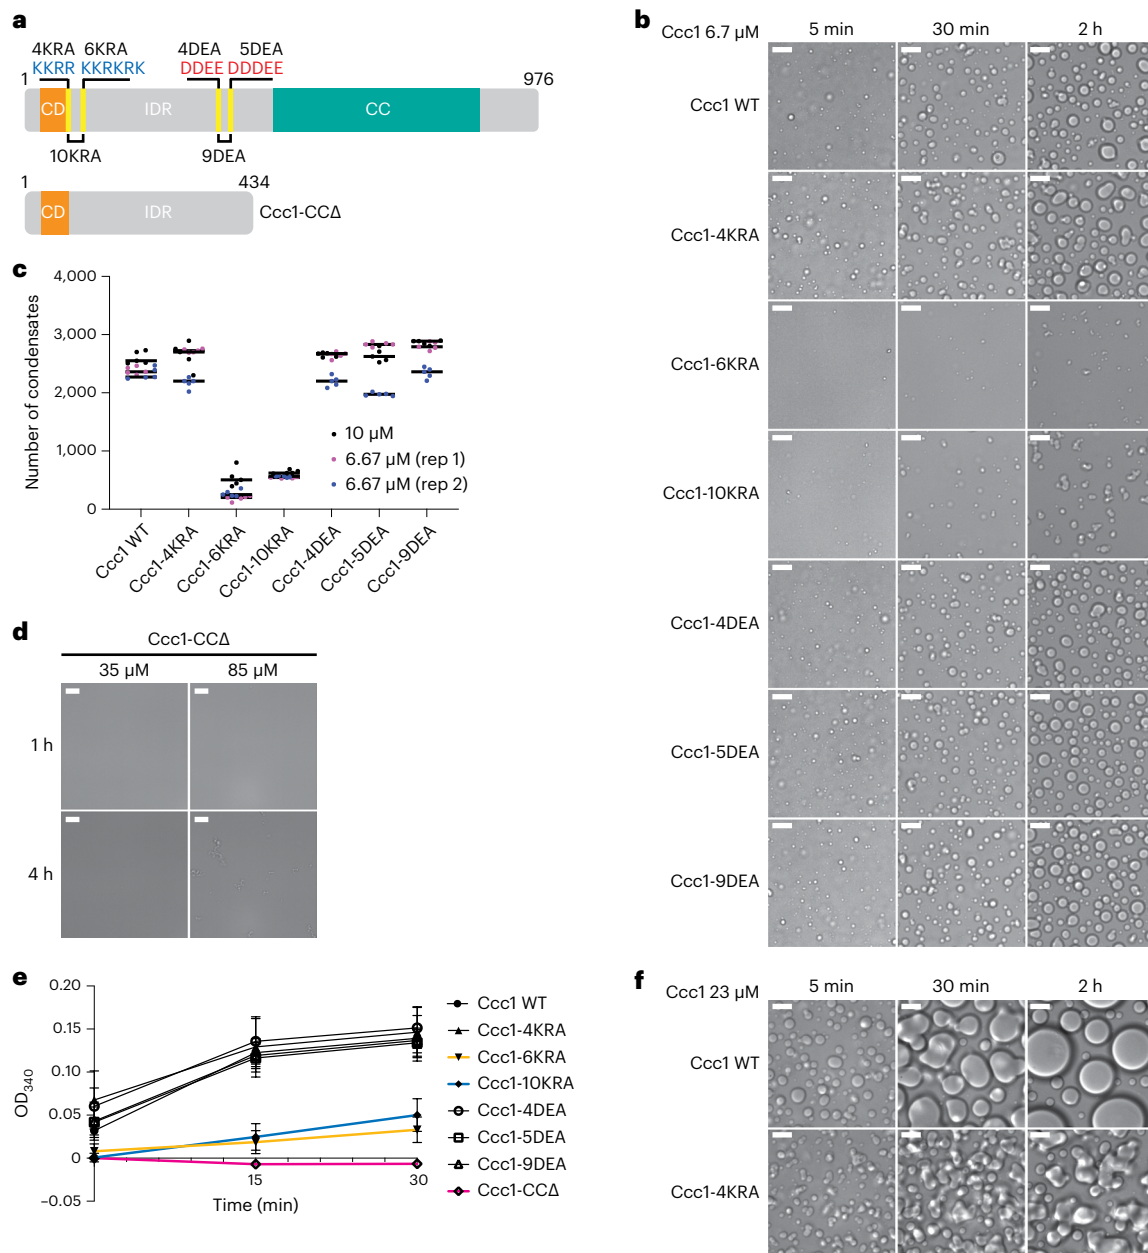 a
4KRA 6KRA 4DEA 5DEA
KKRR KKRKRK DDEE DDDEE
1 976
CD IDR CC
10KRA 9DEA
1 434
CD IDR Ccc1-CCΔ
b
Ccc1 6.7 µM 5 min 30 min 2 h
Ccc1 WT
Ccc1-4KRA
Ccc1-6KRA
Ccc1-10KRA
Ccc1-4DEA
Ccc1-5DEA
Ccc1-9DEA
c
Number of condensates
4,000
3,000
2,000
1,000
0
10 µM
6.67 µM (rep 1)
6.67 µM (rep 2)
Ccc1 WT
Ccc1-4KRA
Ccc1-6KRA
Ccc1-10KRA
Ccc1-4DEA
Ccc1-5DEA
Ccc1-9DEA
d
Ccc1-CCΔ
35 µM 85 µM
1 h
4 h
e
OD340
0.20
0.15
0.10
0.05
0
–0.05
15 30
Time (min)
Ccc1 WT
Ccc1-4KRA
Ccc1-6KRA
Ccc1-10KRA
Ccc1-4DEA
Ccc1-5DEA
Ccc1-9DEA
Ccc1-CCΔ
f
Ccc1 23 µM 5 min 30 min 2 h
Ccc1 WT
Ccc1-4KRA